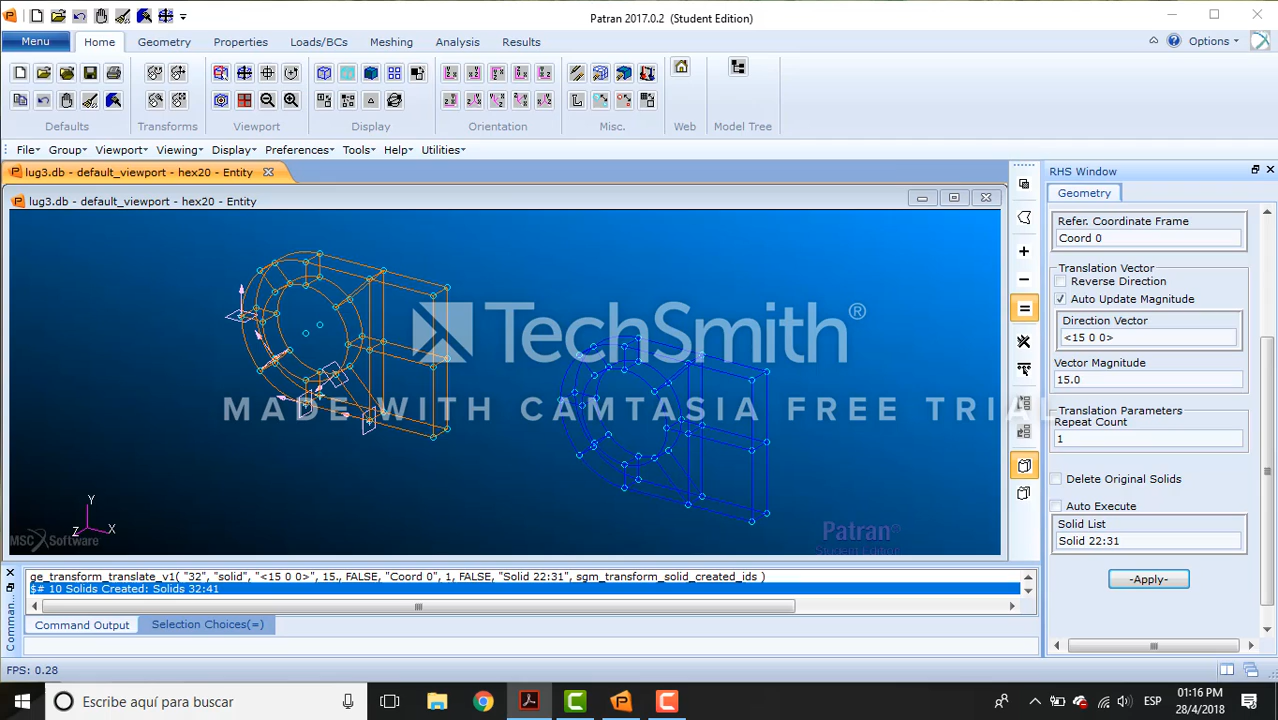 Patran 2017.0.2 (Student Edition)
Menu Home Geometry Properties Loads/BCs Meshing Analysis Results Options
Defaults Transforms Viewport Display Orientation Misc. Web Model Tree
File Group Viewport Viewing Display Preferences Tools Help Utilities
lug3.db - default_viewport - hex20 - Entity
RHS Window
lug3.db - default_viewport - hex20 - Entity
Geometry
Refer. Coordinate Frame
Coord 0
Translation Vector
Reverse Direction
Auto Update Magnitude
Direction Vector
<15 0 0>
Vector Magnitude
15.0
Translation Parameters
Repeat Count
1
Delete Original Solids
Auto Execute
Solid List
Solid 22:31
-Apply-
TechSmith®
MADE WITH CAMTASIA FREE TRIAL
Y
Z X
MSC Software
Patran
Student Edition
ge_transform_translate_v1( "32", "solid", "<15 0 0>", 15., FALSE, "Coord 0", 1, FALSE, "Solid 22:31", sgm_transform_solid_created_ids )
$# 10 Solids Created: Solids 32:41
Comman...
Command Output Selection Choices(=)
FPS: 0.28
Escribe aquí para buscar
ESP
01:16 PM
28/4/2018